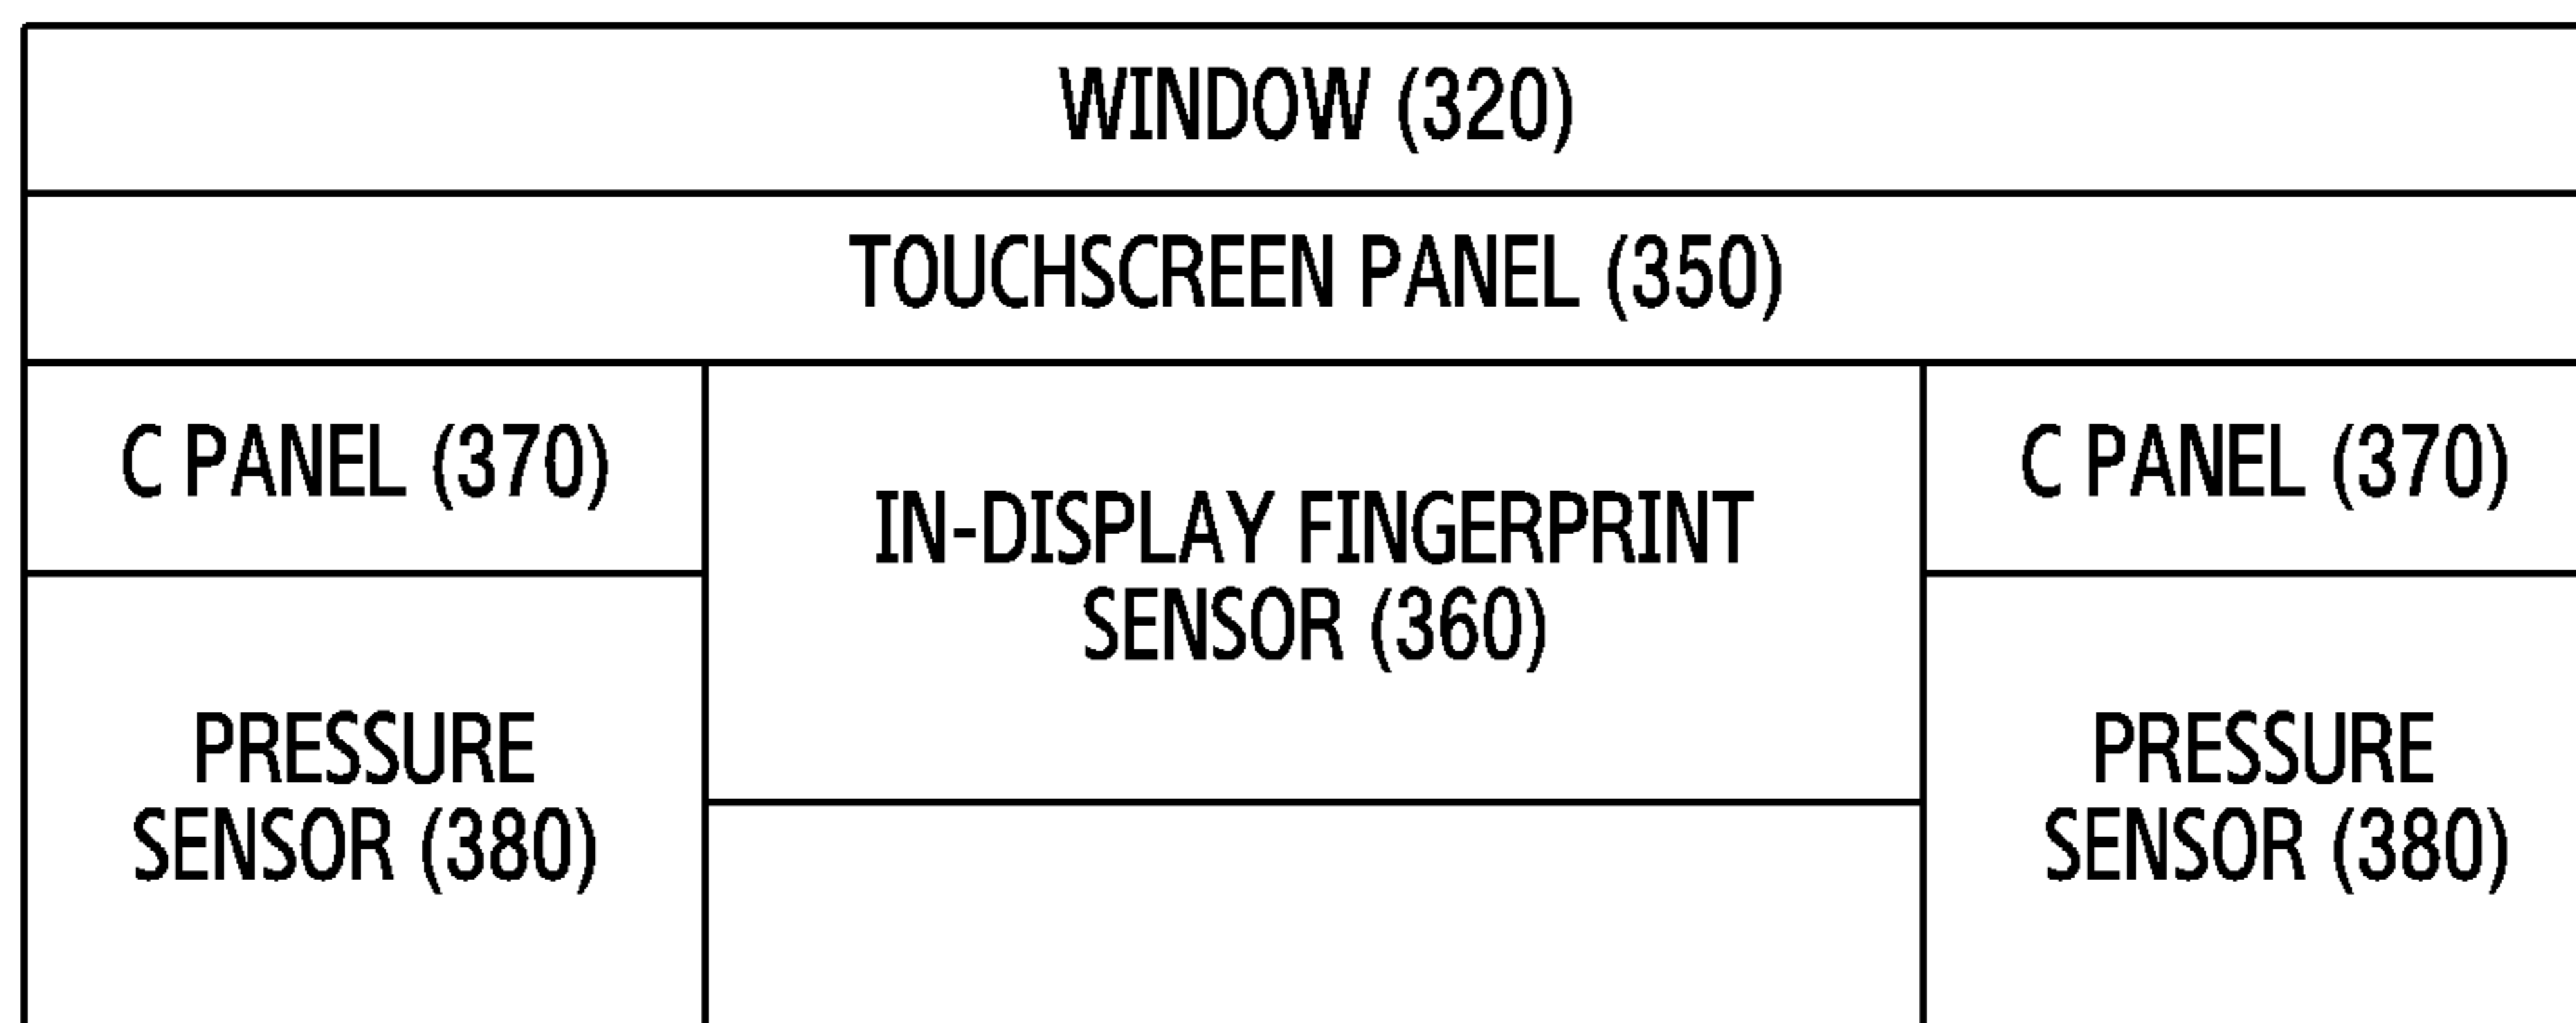 WINDOW (320)
TOUCHSCREEN PANEL (350)
C PANEL (370)
IN-DISPLAY FINGERPRINT
SENSOR (360)
C PANEL (370)
PRESSURE
SENSOR (380)
PRESSURE
SENSOR (380)